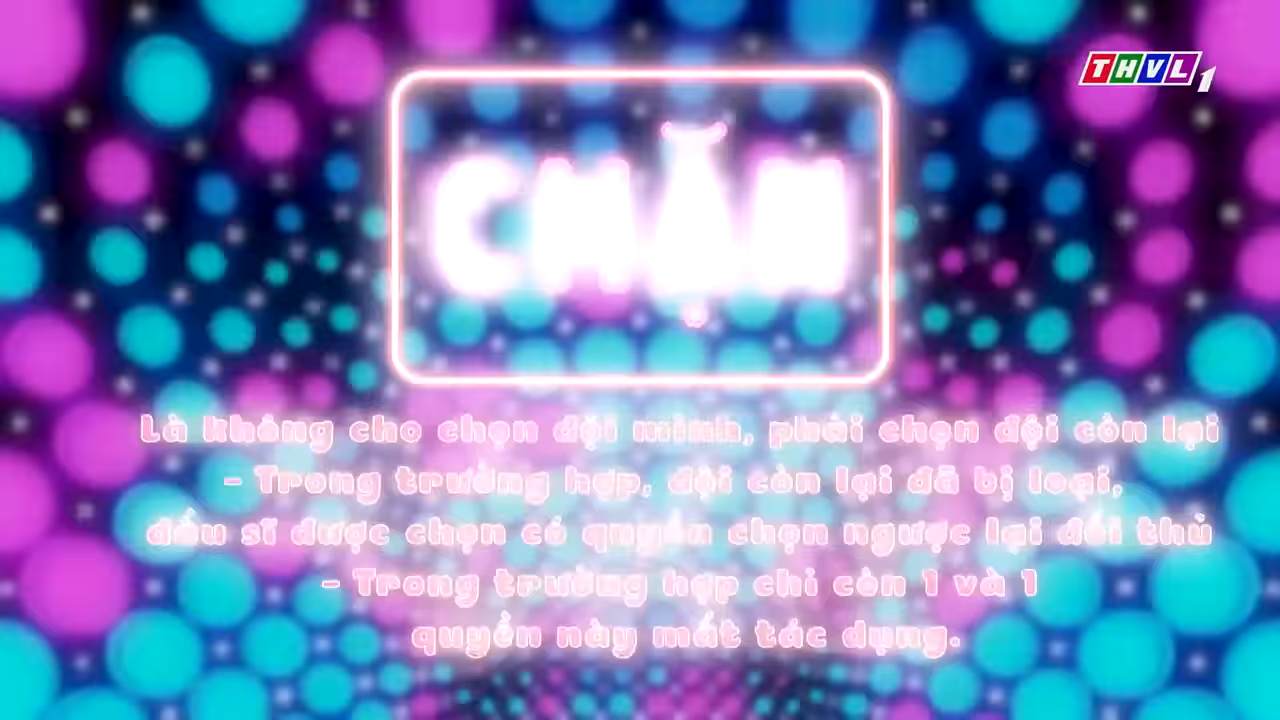 THVL1
CHẶN
Là không cho chọn đội mình, phải chọn đội còn lại
- Trong trường hợp, đội còn lại đã bị loại,
đấu sĩ được chọn có quyền chọn ngược lại đối thủ
- Trong trường hợp chỉ còn 1 và 1
quyền này mất tác dụng.